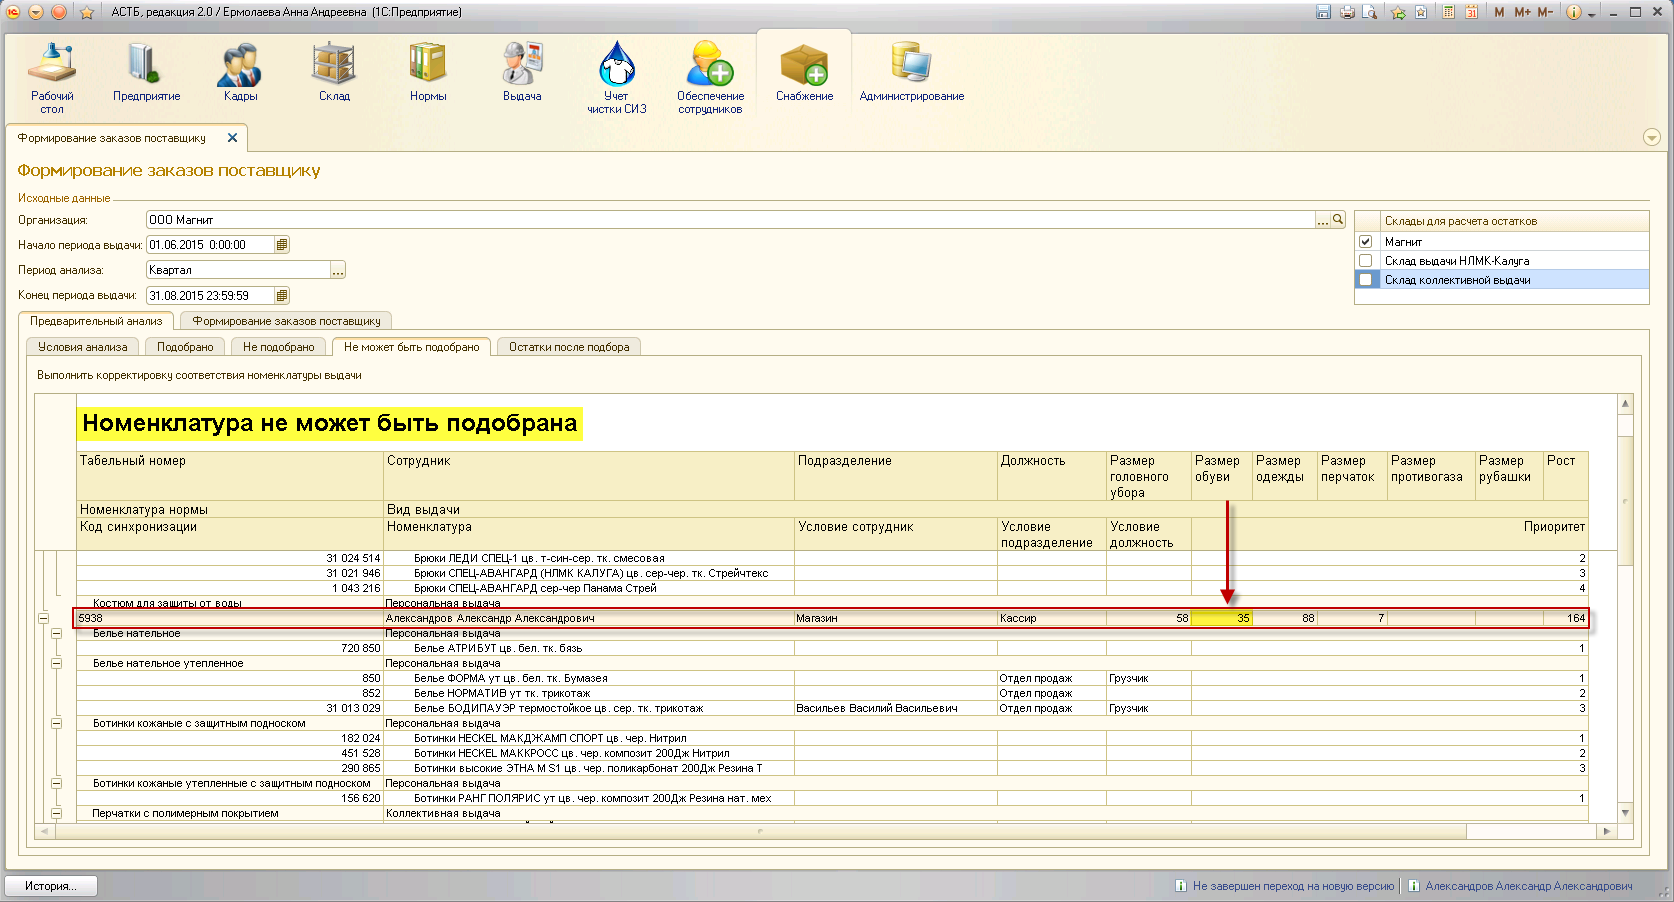 АСТБ, редакция 2.0 / Ермолаева Анна Андреевна (1С:Предприятие)
M M+ M-
Рабочий стол
Предприятие
Кадры
Склад
Нормы
Выдача
Учет чистки СИЗ
Обеспечение сотрудников
Снабжение
Администрирование
Формирование заказов поставщику
Формирование заказов поставщику
Исходные данные
Организация: ООО Магнит ...
Начало периода выдачи: 01.06.2015 0:00:00
Период анализа: Квартал ...
Конец периода выдачи: 31.08.2015 23:59:59
Склады для расчета остатков
Магнит
Склад выдачи НЛМК-Калуга
Склад коллективной выдачи
Предварительный анализ Формирование заказов поставщику
Условия анализа Подобрано Не подобрано Не может быть подобрано Остатки после подбора
Выполнить корректировку соответствия номенклатуры выдачи
Номенклатура не может быть подобрана
Табельный номер Сотрудник Подразделение Должность Размер головного убора Размер обуви Размер одежды Размер перчаток Размер противогаза Размер рубашки Рост
Номенклатура нормы Вид выдачи
Код синхронизации Номенклатура Условие сотрудник Условие подразделение Условие должность Приоритет
31 024 514 Брюки ЛЕДИ СПЕЦ-1 цв. т-син-сер. тк. смесовая 2
31 021 946 Брюки СПЕЦ-АВАНГАРД (НЛМК КАЛУГА) цв. сер-чер. тк. Стрейчтекс 3
1 043 216 Брюки СПЕЦ-АВАНГАРД сер-чер Панама Стрей 4
Костюм для защиты от воды Персональная выдача
5938 Александров Александр Александрович Магазин Кассир 58 35 88 7 164
Белье нательное Персональная выдача
720 850 Белье АТРИБУТ цв. бел. тк. бязь 1
Белье нательное утепленное Персональная выдача
850 Белье ФОРМА ут цв. бел. тк. Бумазея Отдел продаж Грузчик 1
852 Белье НОРМАТИВ ут тк. трикотаж Отдел продаж 2
31 013 029 Белье БОДИПАУЭР термостойкое цв. сер. тк. трикотаж Васильев Василий Васильевич Отдел продаж Грузчик 3
Ботинки кожаные с защитным подноском Персональная выдача
182 024 Ботинки HECKEL МАКДЖАМП СПОРТ цв. чер. Нитрил 1
451 528 Ботинки HECKEL МАККРОСС цв. чер. композит 200Дж Нитрил 2
290 865 Ботинки высокие ЭТНА М S1 цв. чер. поликарбонат 200Дж Резина Т 3
Ботинки кожаные утепленные с защитным подноском Персональная выдача
156 620 Ботинки РАНГ ПОЛЯРИС ут цв. чер. композит 200Дж Резина нат. мех 1
Перчатки с полимерным покрытием Коллективная выдача
История...
Не завершен переход на новую версию
Александров Александр Александрович